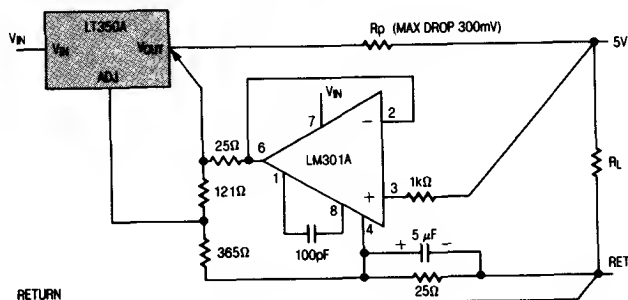 LT350A
VIN
VIN
VOUT
ADJ
Rp (MAX DROP 300mV)
5V
VIN
7
2
−
6
25Ω
LM301A
1
8
+
3
1kΩ
4
RL
121Ω
100pF
+
5 μF
−
365Ω
25Ω
RET
RETURN